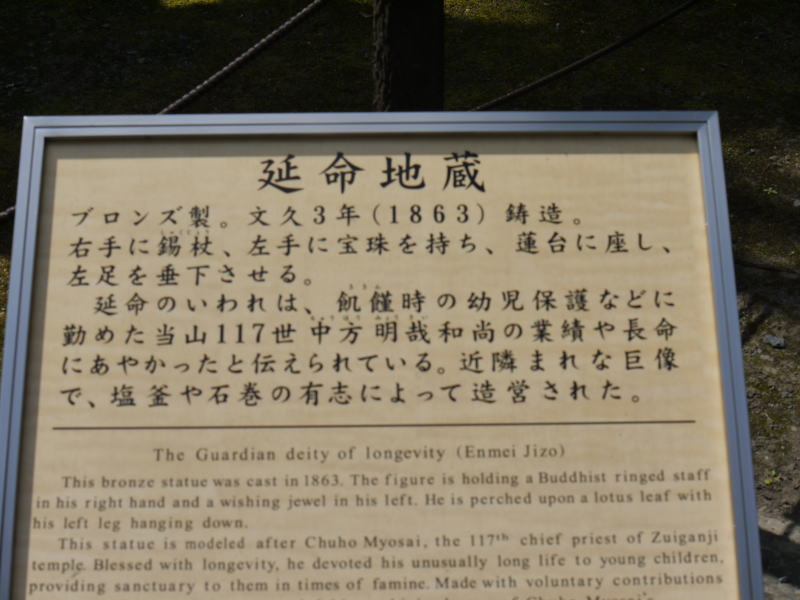 延命地蔵
ブロンズ製。文久3年(1863)鋳造。
右手に錫杖、左手に宝珠を持ち、蓮台に座し、
左足を垂下させる。
延命のいわれは、飢饉時の幼児保護などに
勤めた当山117世中方明哉和尚の業績や長命
にあやかったと伝えられている。近隣まれな巨像
で、塩釜や石巻の有志によって造営された。
The Guardian deity of longevity (Enmei Jizo)
This bronze statue was cast in 1863. The figure is holding a Buddhist ringed staff
in his right hand and a wishing jewel in his left. He is perched upon a lotus leaf with
his left leg hanging down.
This statue is modeled after Chuho Myosai, the 117th chief priest of Zuiganji
temple. Blessed with longevity, he devoted his unusually long life to young children,
providing sanctuary to them in times of famine. Made with voluntary contributions